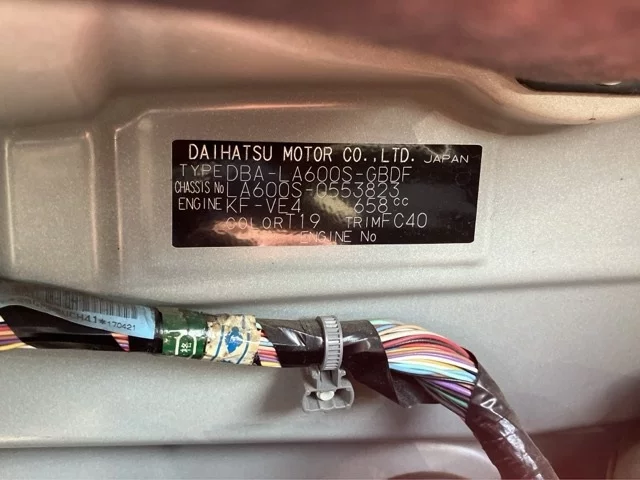 DAIHATSU MOTOR CO.,LTD. JAPAN
TYPE DBA-LA600S-GBDF
CHASSIS No LA600S-0553823
ENGINE KF-VE4 658cc
COLOR T19 TRIM FC40
ENGINE No
*170421